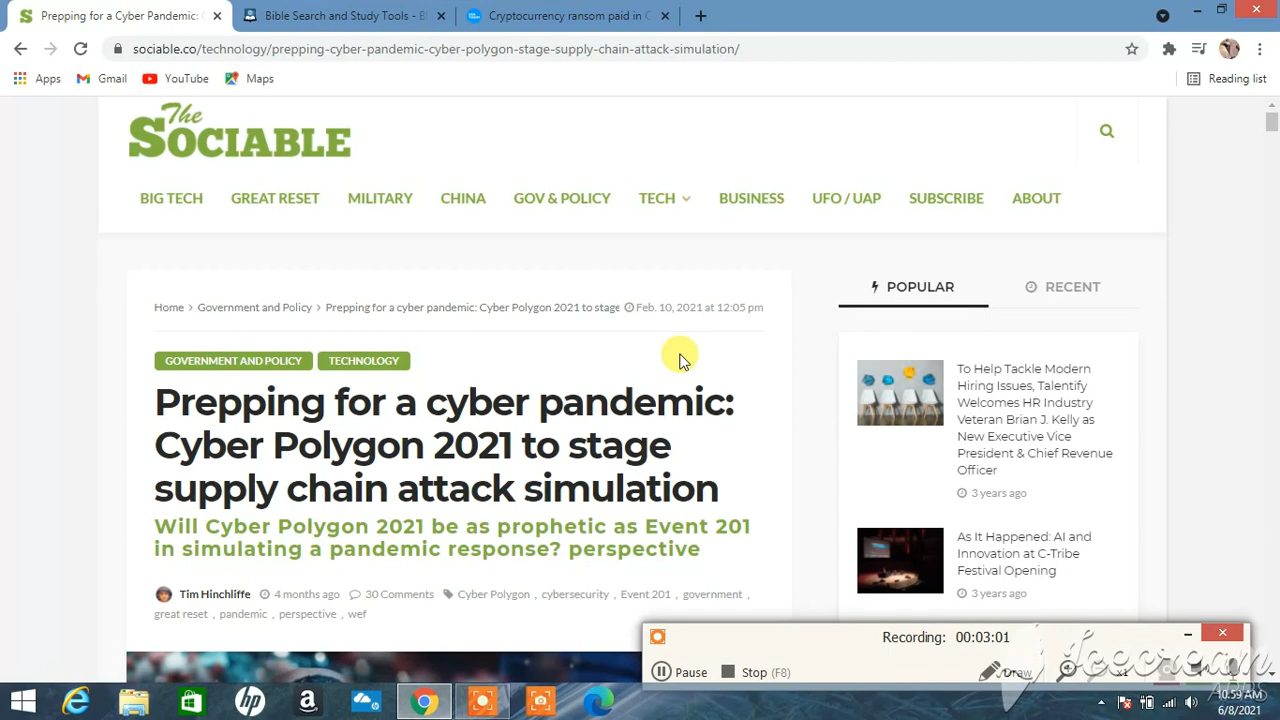 Prepping for a Cyber Pandemic: C
Bible Search and Study Tools - Bl
Cryptocurrency ransom paid in C
sociable.co/technology/prepping-cyber-pandemic-cyber-polygon-stage-supply-chain-attack-simulation/
Apps Gmail YouTube Maps Reading list
The
SOCIABLE
BIG TECH GREAT RESET MILITARY CHINA GOV & POLICY TECH BUSINESS UFO / UAP SUBSCRIBE ABOUT
Home > Government and Policy > Prepping for a cyber pandemic: Cyber Polygon 2021 to stage Feb. 10, 2021 at 12:05 pm
GOVERNMENT AND POLICY TECHNOLOGY
Prepping for a cyber pandemic:
Cyber Polygon 2021 to stage
supply chain attack simulation
Will Cyber Polygon 2021 be as prophetic as Event 201
in simulating a pandemic response? perspective
Tim Hinchliffe 4 months ago 30 Comments Cyber Polygon , cybersecurity , Event 201 , government ,
great reset , pandemic , perspective , wef
POPULAR RECENT
To Help Tackle Modern
Hiring Issues, Talentify
Welcomes HR Industry
Veteran Brian J. Kelly as
New Executive Vice
President & Chief Revenue
Officer
3 years ago
As It Happened: AI and
Innovation at C-Tribe
Festival Opening
3 years ago
Recording: 00:03:01
Pause Stop (F8) Draw x1
Icecream
10:59 AM
6/8/2021